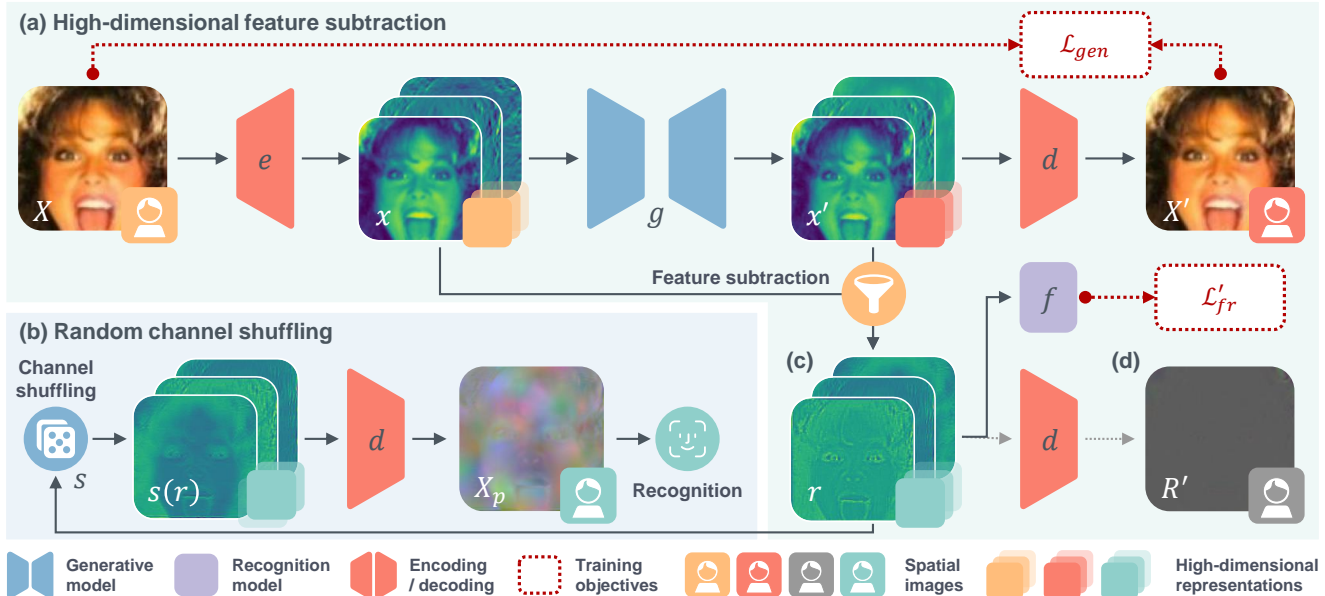 (a) High-dimensional feature subtraction
ℒ_gen
X
e
x
g
x′
d
X′
Feature subtraction
f
ℒ′_fr
(b) Random channel shuffling
Channel
shuffling
s
s(r)
d
X_p
Recognition
(c)
r
d
(d)
R′
Generative
model
Recognition
model
Encoding
/ decoding
Training
objectives
Spatial
images
High-dimensional
representations